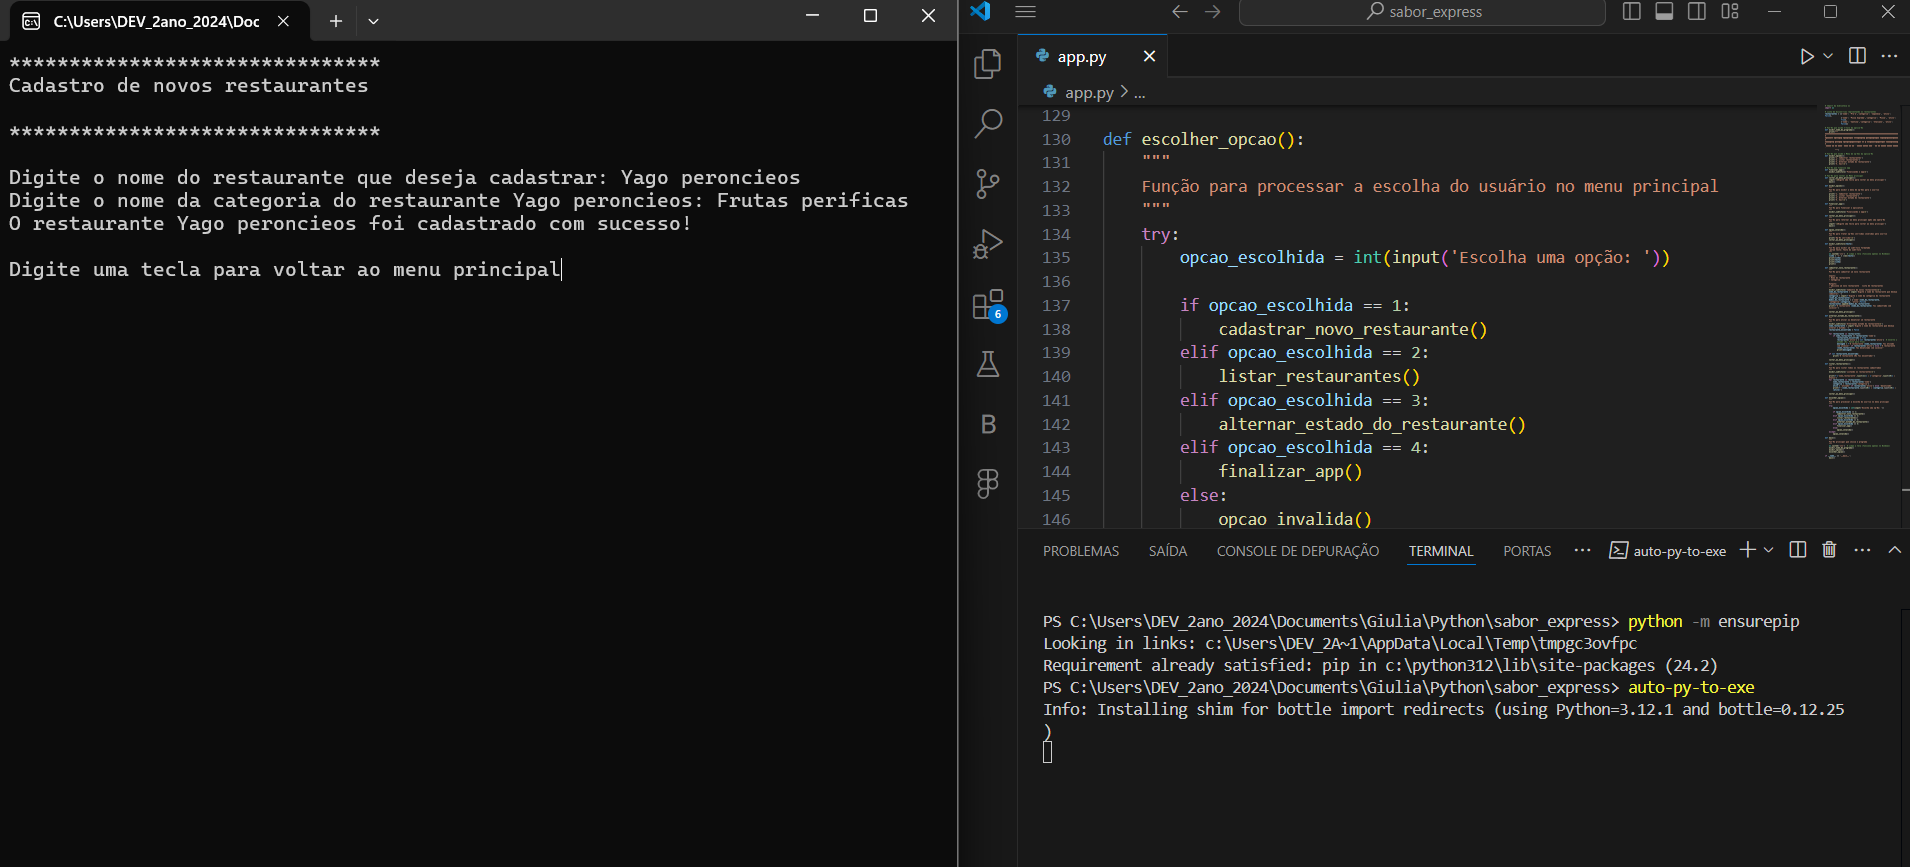 C:\Users\DEV_2ano_2024\Doc
********************************
Cadastro de novos restaurantes
********************************
Digite o nome do restaurante que deseja cadastrar: Yago peroncieos
Digite o nome da categoria do restaurante Yago peroncieos: Frutas perificas
O restaurante Yago peroncieos foi cadastrado com sucesso!
Digite uma tecla para voltar ao menu principal
sabor_express
app.py
app.py > ...
129
130 def escolher_opcao():
131 """
132 Função para processar a escolha do usuário no menu principal
133 """
134 try:
135 opcao_escolhida = int(input('Escolha uma opção: '))
136
137 if opcao_escolhida == 1:
138 cadastrar_novo_restaurante()
139 elif opcao_escolhida == 2:
140 listar_restaurantes()
141 elif opcao_escolhida == 3:
142 alternar_estado_do_restaurante()
143 elif opcao_escolhida == 4:
144 finalizar_app()
145 else:
146 opcao_invalida()
6
B
PROBLEMAS SAÍDA CONSOLE DE DEPURAÇÃO TERMINAL PORTAS ... auto-py-to-exe
PS C:\Users\DEV_2ano_2024\Documents\Giulia\Python\sabor_express> python -m ensurepip
Looking in links: c:\Users\DEV_2A~1\AppData\Local\Temp\tmpgc3ovfpc
Requirement already satisfied: pip in c:\python312\lib\site-packages (24.2)
PS C:\Users\DEV_2ano_2024\Documents\Giulia\Python\sabor_express> auto-py-to-exe
Info: Installing shim for bottle import redirects (using Python=3.12.1 and bottle=0.12.25
)